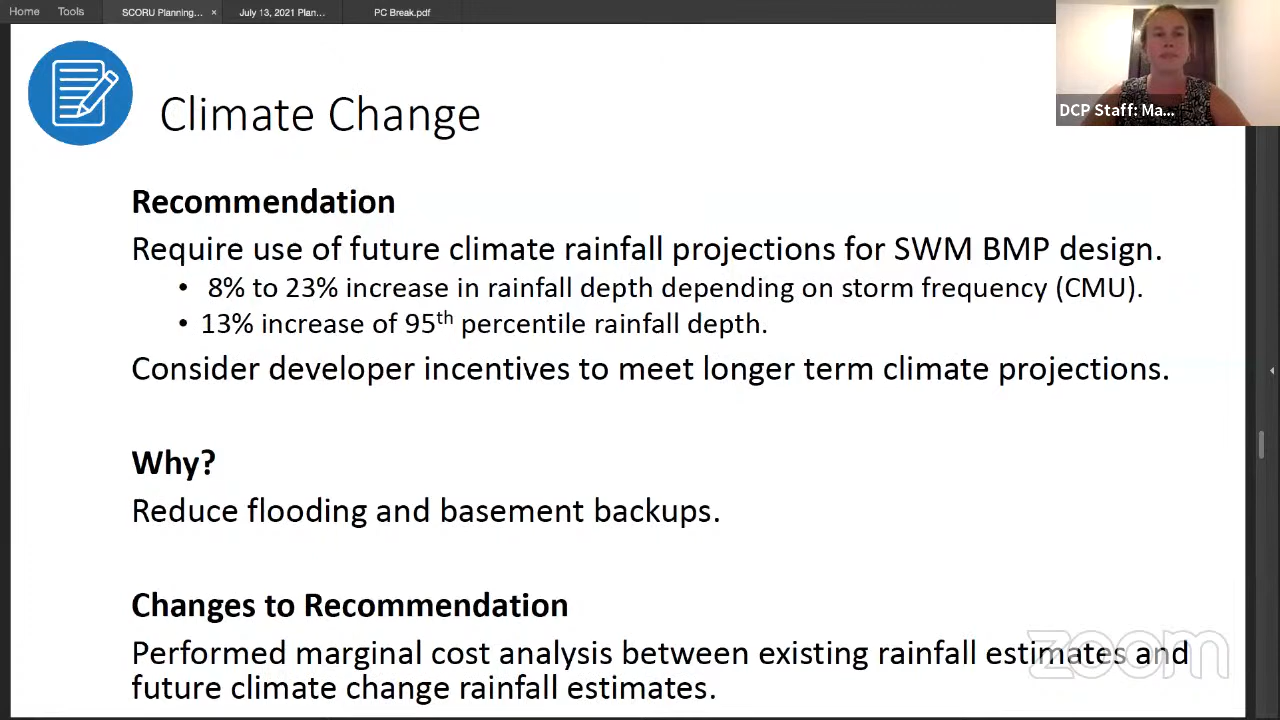 Home Tools SCORU Planning... × July 13, 2021 Plan... PC Break.pdf
DCP Staff: Ma...
Climate Change
Recommendation
Require use of future climate rainfall projections for SWM BMP design.
• 8% to 23% increase in rainfall depth depending on storm frequency (CMU).
• 13% increase of 95th percentile rainfall depth.
Consider developer incentives to meet longer term climate projections.
Why?
Reduce flooding and basement backups.
Changes to Recommendation
Performed marginal cost analysis between existing rainfall estimates and
future climate change rainfall estimates.
zoom